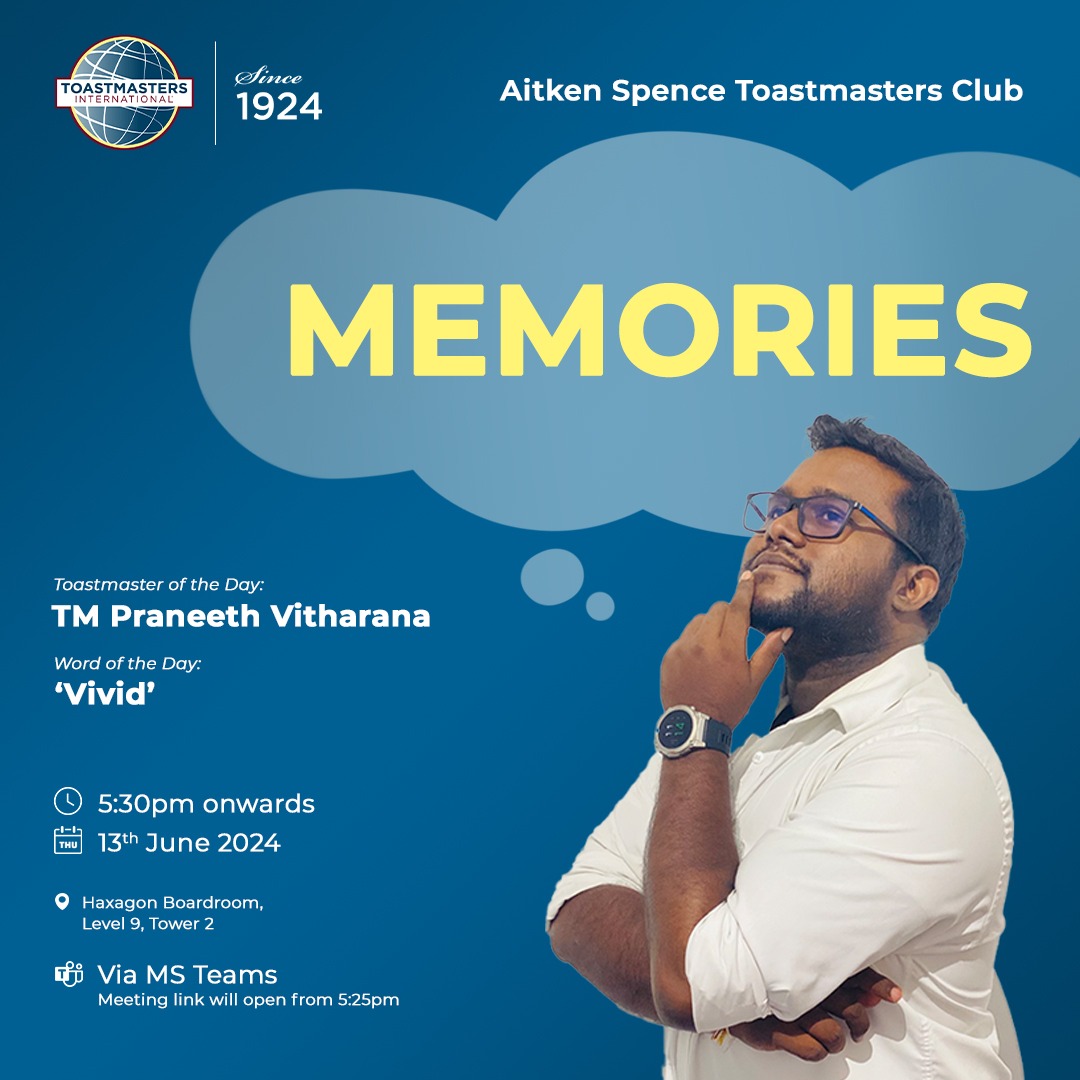 TOASTMASTERS
INTERNATIONAL
Since
1924
Aitken Spence Toastmasters Club
MEMORIES
Toastmaster of the Day:
TM Praneeth Vitharana
Word of the Day:
‘Vivid’
5:30pm onwards
THU
13th June 2024
Haxagon Boardroom,
Level 9, Tower 2
T
Via MS Teams
Meeting link will open from 5:25pm